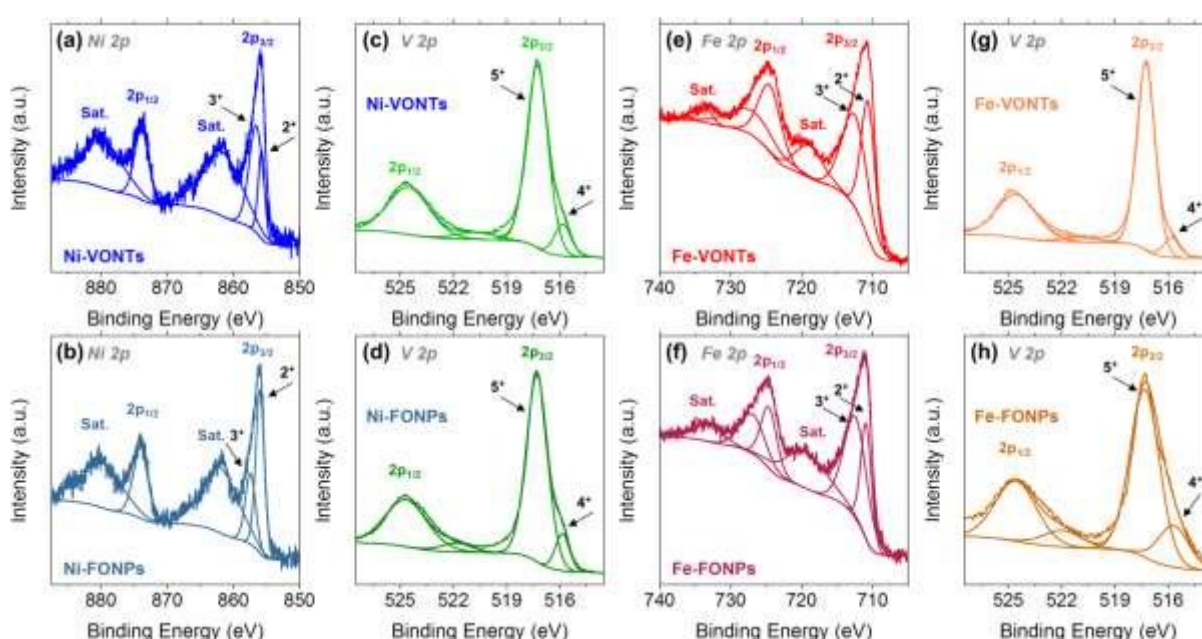 (a) Ni 2p
2p3/2
3+
2p1/2
Sat.
Sat.
2+
Ni-VONTs
Intensity (a.u.)
880 870 860 850
Binding Energy (eV)
(c) V 2p
2p3/2
5+
Ni-VONTs
2p1/2
4+
Intensity (a.u.)
525 522 519 516
Binding Energy (eV)
(e) Fe 2p
2p1/2
2p3/2
2+
3+
Sat.
Sat.
Fe-VONTs
Intensity (a.u.)
740 730 720 710
Binding Energy (eV)
(g) V 2p
2p3/2
5+
Fe-VONTs
2p1/2
4+
Intensity (a.u.)
525 522 519 516
Binding Energy (eV)
(b) Ni 2p
2p3/2
2+
2p1/2
Sat.
Sat.
3+
Ni-FONPs
Intensity (a.u.)
880 870 860 850
Binding Energy (eV)
(d) V 2p
2p3/2
5+
Ni-FONPs
2p1/2
4+
Intensity (a.u.)
525 522 519 516
Binding Energy (eV)
(f) Fe 2p
2p1/2
2p3/2
2+
3+
Sat.
Sat.
Fe-FONPs
Intensity (a.u.)
740 730 720 710
Binding Energy (eV)
(h) V 2p
2p3/2
5+
Fe-FONPs
2p1/2
4+
Intensity (a.u.)
525 522 519 516
Binding Energy (eV)